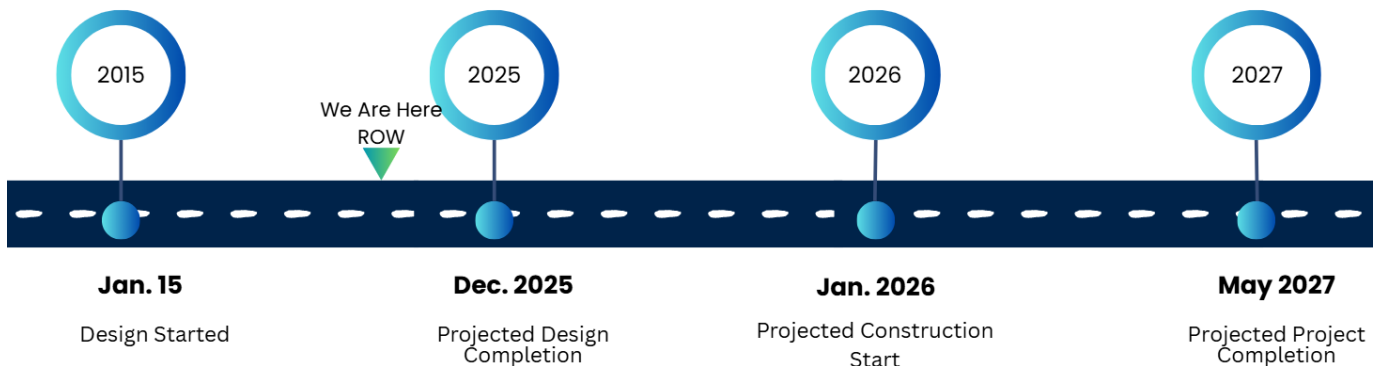 2015
We Are Here
ROW
2025
2026
2027
Jan. 15
Design Started
Dec. 2025
Projected Design
Completion
Jan. 2026
Projected Construction
Start
May 2027
Projected Project
Completion